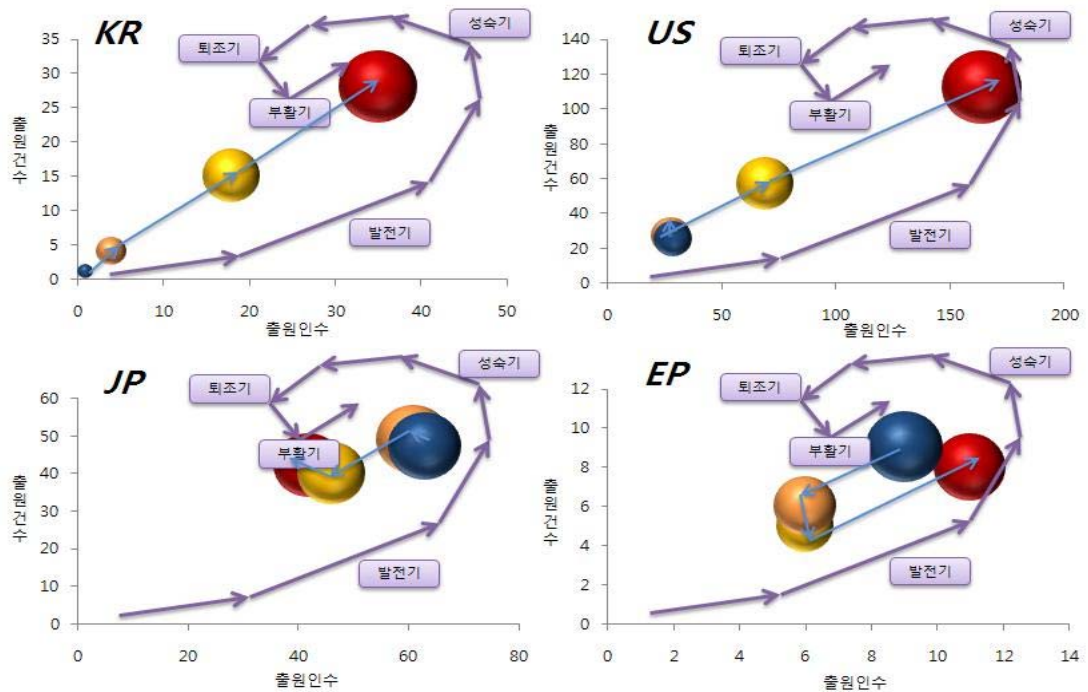 KR
35
30
25
20
15
10
5
0
출원건수
퇴조기
성숙기
부활기
발전기
0 10 20 30 40 50
출원인수
US
140
120
100
80
60
40
20
0
출원건수
퇴조기
성숙기
부활기
발전기
0 50 100 150 200
출원인수
JP
60
50
40
30
20
10
0
출원건수
퇴조기
성숙기
부활기
발전기
0 20 40 60 80
출원인수
EP
12
10
8
6
4
2
0
출원건수
퇴조기
성숙기
부활기
발전기
0 2 4 6 8 10 12 14
출원인수